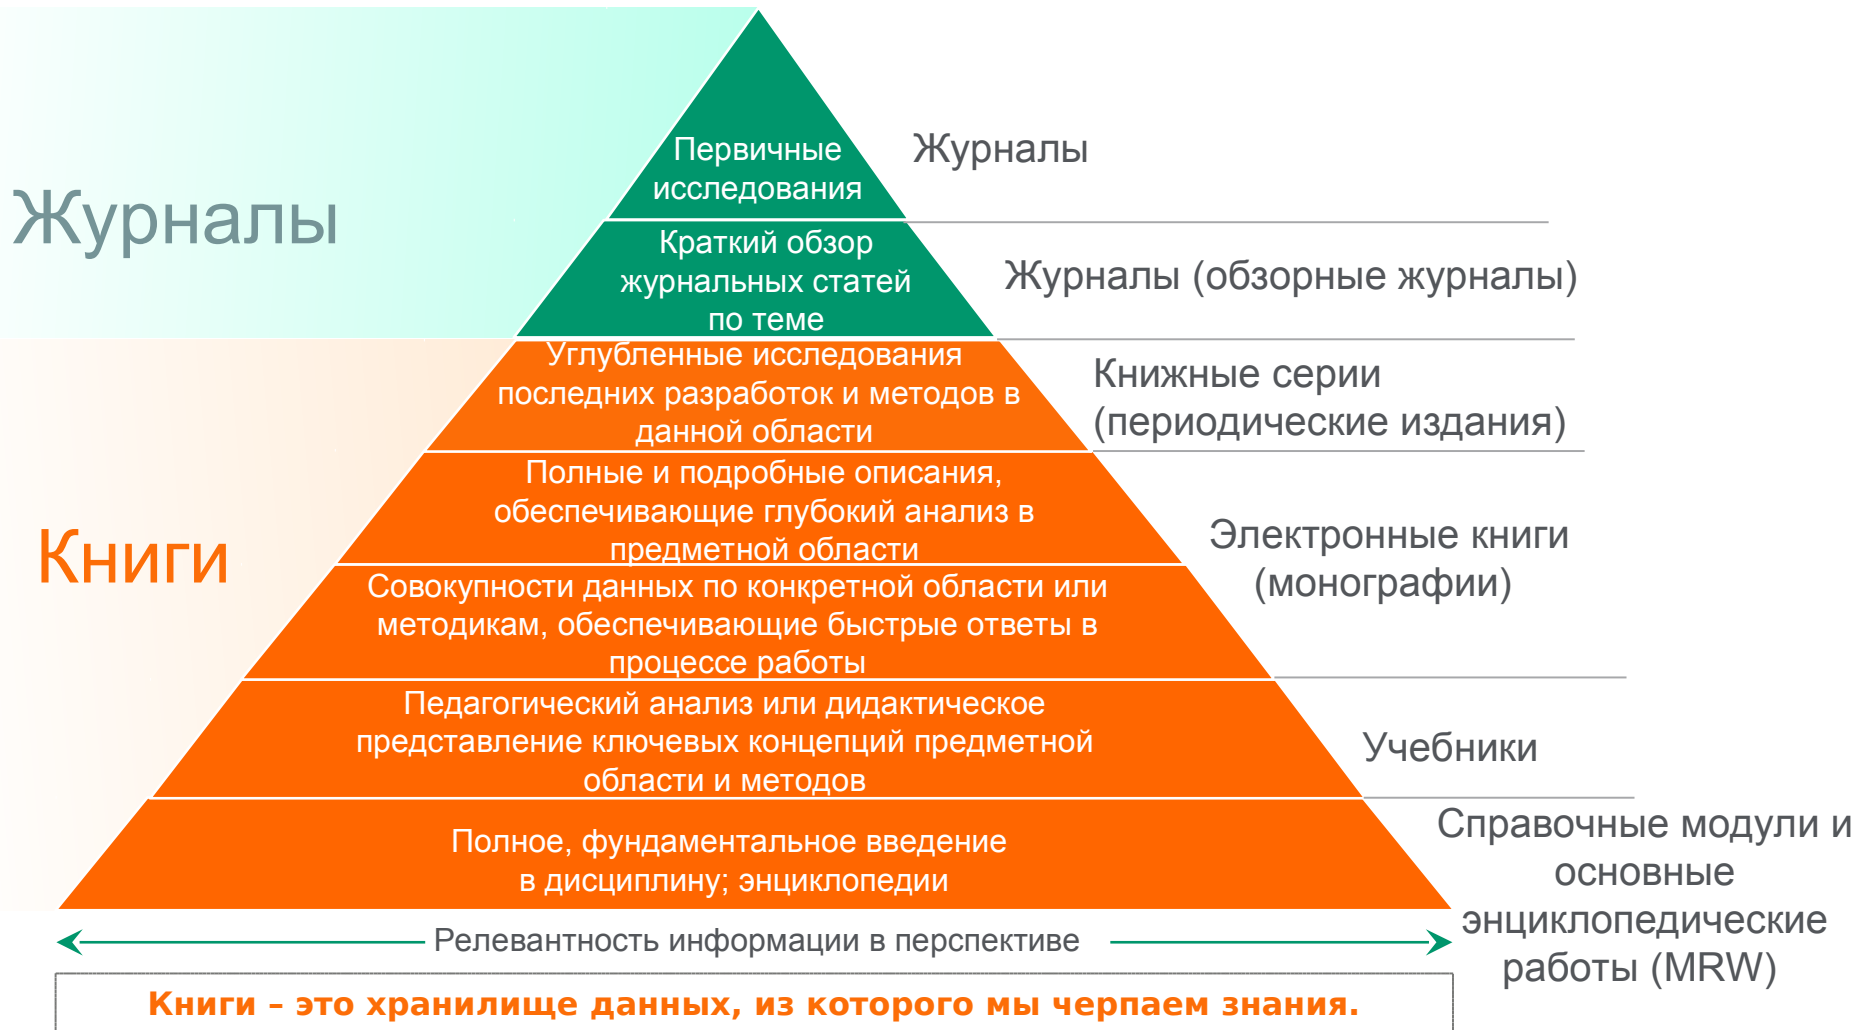 Журналы
Первичные
исследования
Журналы
Краткий обзор
журнальных статей
по теме
Журналы (обзорные журналы)
Книги
Углубленные исследования
последних разработок и методов в
данной области
Книжные серии
(периодические издания)
Полные и подробные описания,
обеспечивающие глубокий анализ в
предметной области
Совокупности данных по конкретной области или
методикам, обеспечивающие быстрые ответы в
процессе работы
Электронные книги
(монографии)
Педагогический анализ или дидактическое
представление ключевых концепций предметной
области и методов
Учебники
Полное, фундаментальное введение
в дисциплину; энциклопедии
Справочные модули и
основные
энциклопедические
работы (MRW)
Релевантность информации в перспективе
Книги – это хранилище данных, из которого мы черпаем знания.